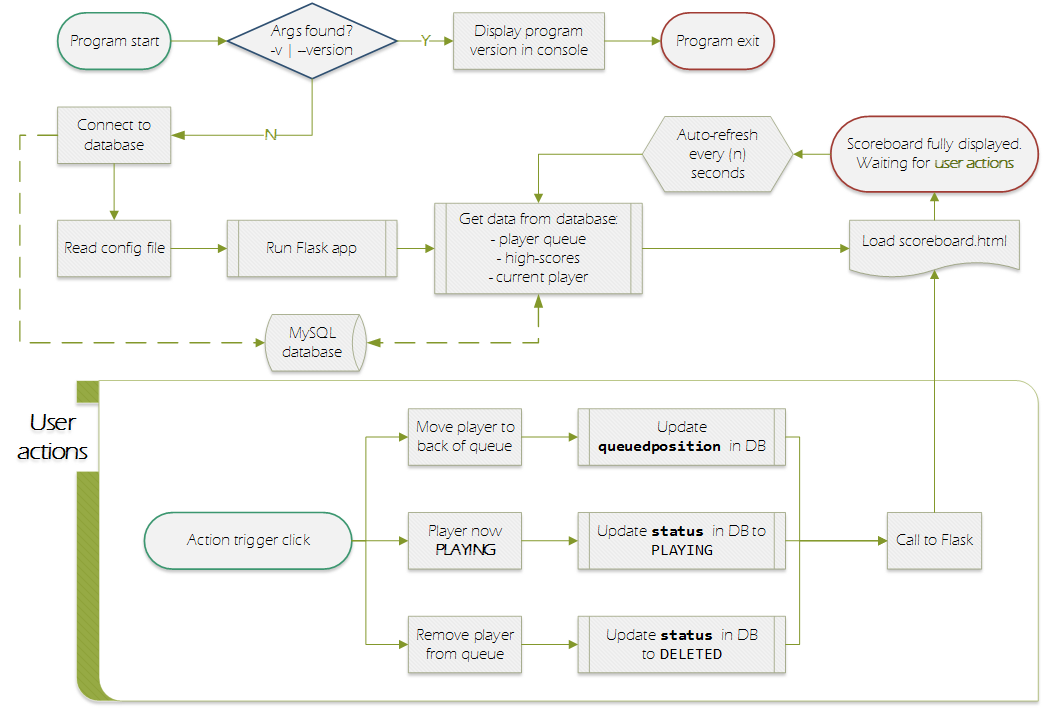 Program start
Args found?
-v | –version
Y
Display program
version in console
Program exit
N
Connect to
database
Auto-refresh
every (n)
seconds
Scoreboard fully displayed.
Waiting for user actions
Read config file
Run Flask app
Get data from database:
- player queue
- high-scores
- current player
Load scoreboard.html
MySQL
database
User
actions
Move player to
back of queue
Update
queuedposition in DB
Action trigger click
Player now
PLAYING
Update status in DB to
PLAYING
Call to Flask
Remove player
from queue
Update status in DB
to DELETED